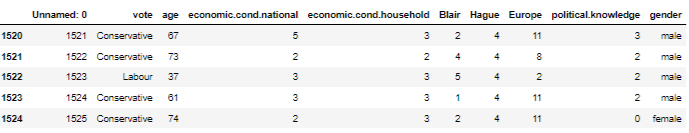 Unnamed: 0 vote age economic.cond.national economic.cond.household Blair Hague Europe political.knowledge gender
1520 1521 Conservative 67 5 3 2 4 11 3 male
1521 1522 Conservative 73 2 2 4 4 8 2 male
1522 1523 Labour 37 3 3 5 4 2 2 male
1523 1524 Conservative 61 3 3 1 4 11 2 male
1524 1525 Conservative 74 2 3 2 4 11 0 female